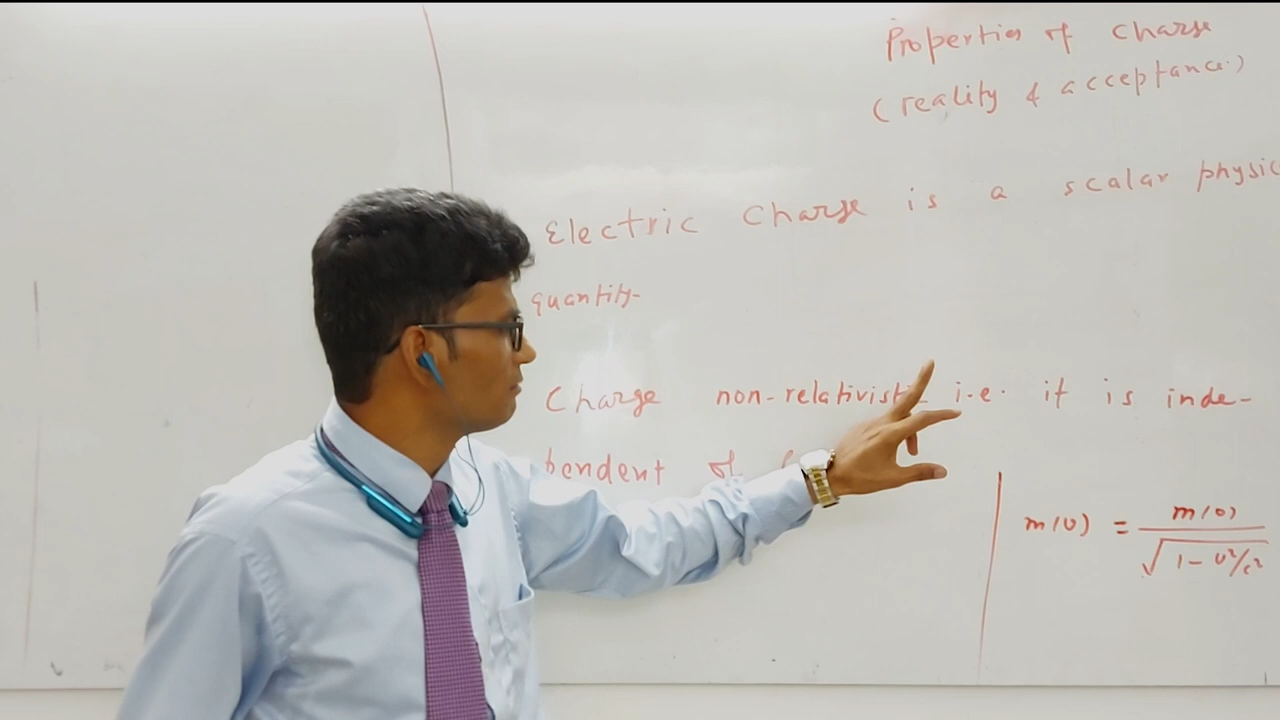 Properties of charge
(reality & acceptance.)
Electric Charge is a scalar physic
quantity-
Charge non-relativistic i.e. it is inde-
pendent of
m(v) = m(0) / √1 - v²/c²